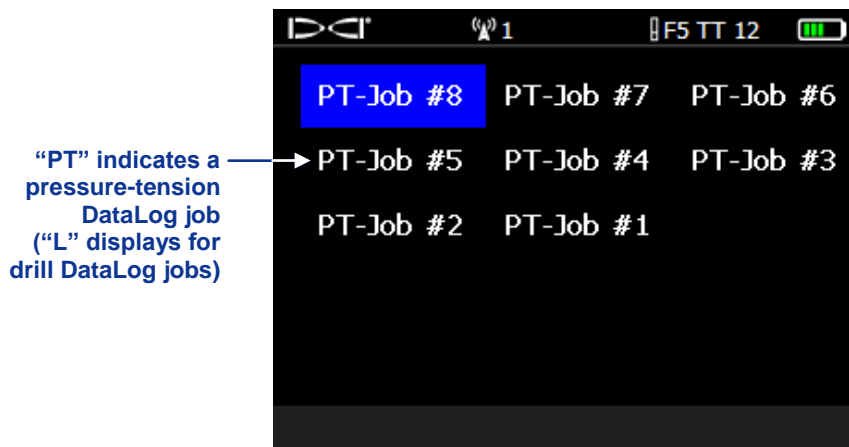 DCI 1 F5 TT 12
PT-Job #8 PT-Job #7 PT-Job #6
“PT” indicates a
pressure-tension
DataLog job
(“L” displays for
drill DataLog jobs)
PT-Job #5 PT-Job #4 PT-Job #3
PT-Job #2 PT-Job #1